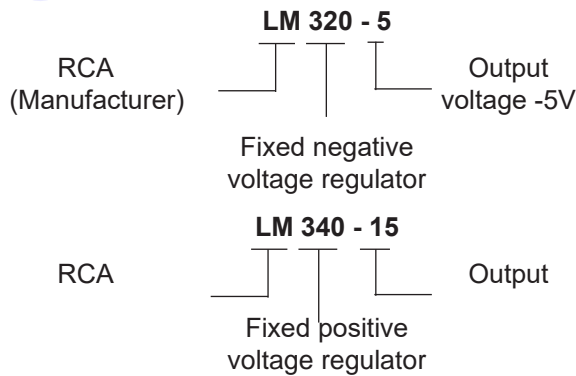 LM 320 - 5
RCA
(Manufacturer)
Output
voltage -5V
Fixed negative
voltage regulator
LM 340 - 15
RCA
Output
Fixed positive
voltage regulator